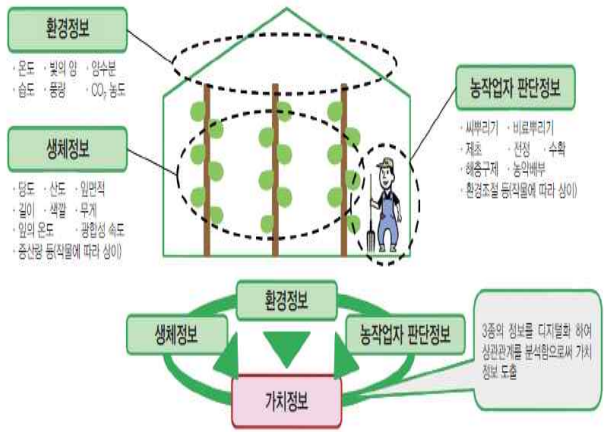 환경정보
· 온도 · 빛의 양 · 양수분
· 습도 · 풍량 · CO₂ 농도
생체정보
· 당도 · 산도 · 잎면적
· 길이 · 색깔 · 무게
· 잎의 온도 · 광합성 속도
· 증산량 등(작물에 따라 상이)
농작업자 판단정보
· 씨뿌리기 · 비료뿌리기
· 제초 · 전정 · 수확
· 해충구제 · 농약배부
· 환경조절 등(작물에 따라 상이)
환경정보
생체정보
농작업자 판단정보
가치정보
3종의 정보를 디지털화 하여
상관관계를 분석함으로써 가치
정보 도출